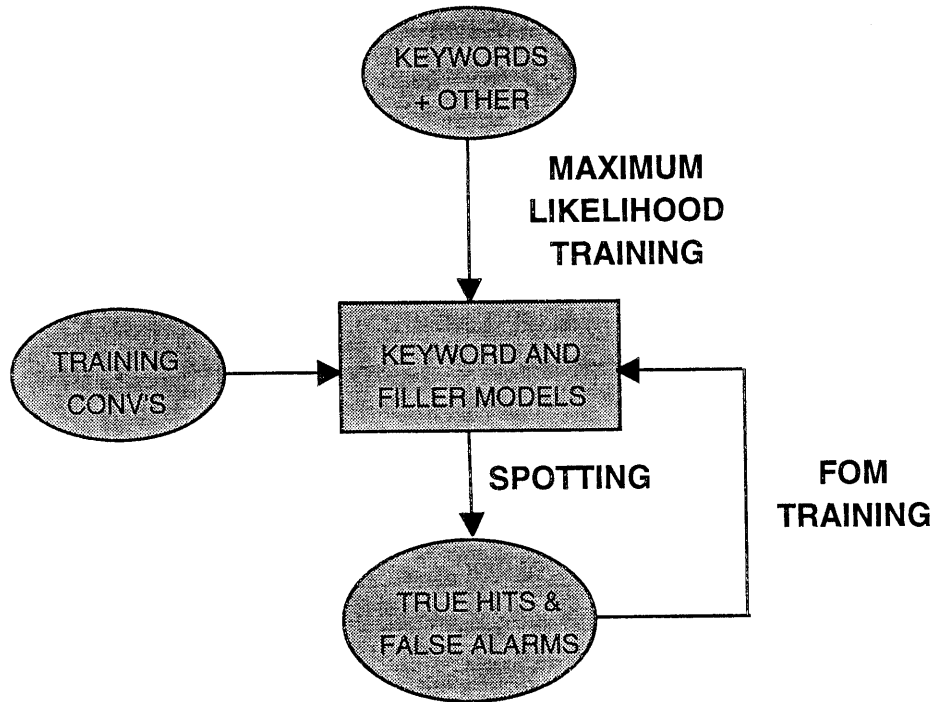 KEYWORDS
+ OTHER
MAXIMUM
LIKELIHOOD
TRAINING
TRAINING
CONV'S
KEYWORD AND
FILLER MODELS
SPOTTING
FOM
TRAINING
TRUE HITS &
FALSE ALARMS